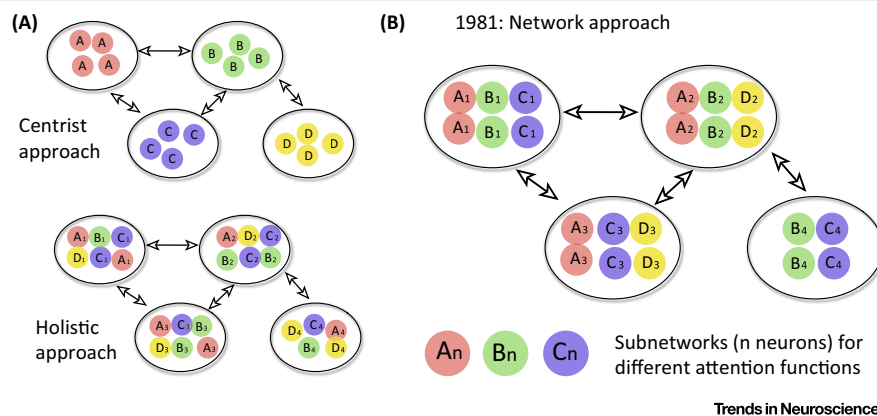 (A)
A
A
A
A
B
B
B
B
C
C
C
C
D
D
D
D
Centrist
approach
A1 B1 C1
D1 C1 A1
A2 D2 C2
B2 C2 B2
A3 C3 B3
D3 B3 A3
D4 C4 A4
B4 D4
Holistic
approach
(B)
1981: Network approach
A1 B1 C1
A1 B1 C1
A2 B2 D2
A2 B2 D2
A3 C3 D3
A3 C3 D3
B4 C4
B4 C4
An Bn Cn
Subnetworks (n neurons) for
different attention functions
Trends in Neuroscience